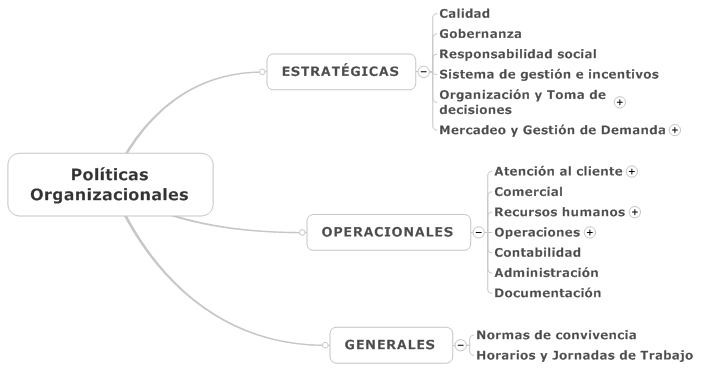 Políticas
Organizacionales
ESTRATÉGICAS
Calidad
Gobernanza
Responsabilidad social
Sistema de gestión e incentivos
Organización y Toma de
decisiones
Mercadeo y Gestión de Demanda
OPERACIONALES
Atención al cliente
Comercial
Recursos humanos
Operaciones
Contabilidad
Administración
Documentación
GENERALES
Normas de convivencia
Horarios y Jornadas de Trabajo